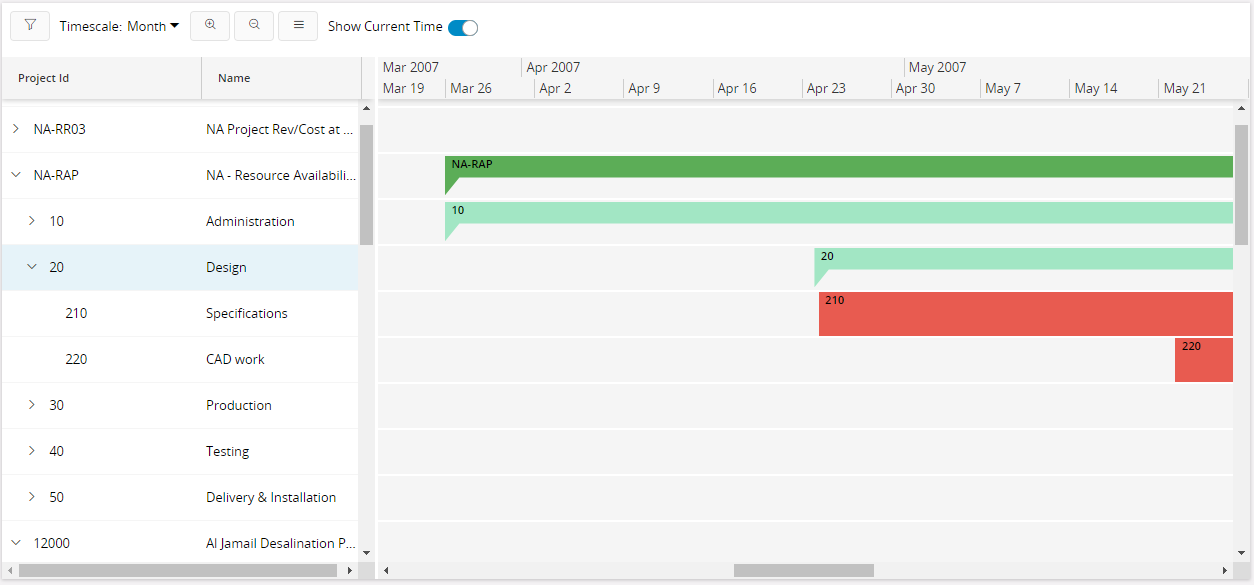 Timescale: Month Show Current Time
Project Id Name
Mar 2007 Apr 2007 May 2007
Mar 19 Mar 26 Apr 2 Apr 9 Apr 16 Apr 23 Apr 30 May 7 May 14 May 21
NA-RR03 NA Project Rev/Cost at ...
NA-RAP NA - Resource Availabili... NA-RAP
10 Administration 10
20 Design 20
210 Specifications 210
220 CAD work 220
30 Production
40 Testing
50 Delivery & Installation
12000 Al Jamail Desalination P...